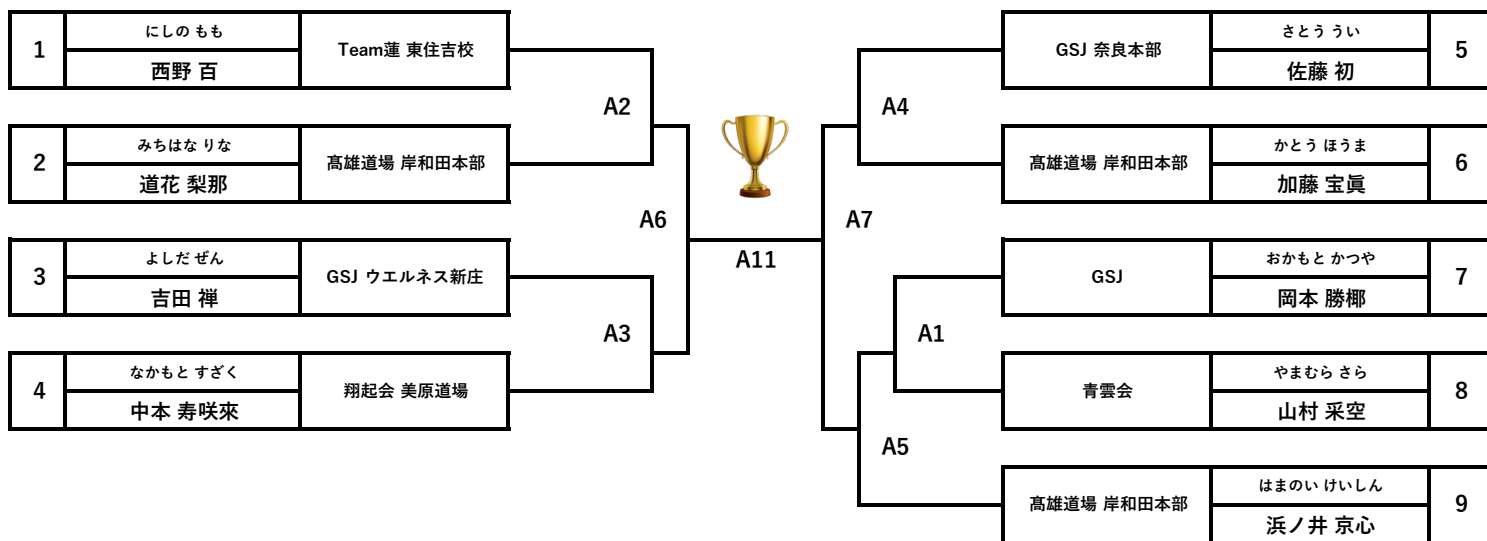 1
にしの もも
西野 百
Team蓮 東住吉校
2
みちはな りな
道花 梨那
髙雄道場 岸和田本部
3
よしだ ぜん
吉田 禅
GSJ ウエルネス新庄
4
なかもと すざく
中本 寿咲來
翔起会 美原道場
A2
A3
A6
A11
A7
A4
A1
A5
GSJ 奈良本部
さとう うい
佐藤 初
5
髙雄道場 岸和田本部
かとう ほうま
加藤 宝眞
6
GSJ
おかもと かつや
岡本 勝椰
7
青雲会
やまむら さら
山村 采空
8
髙雄道場 岸和田本部
はまのい けいしん
浜ノ井 京心
9